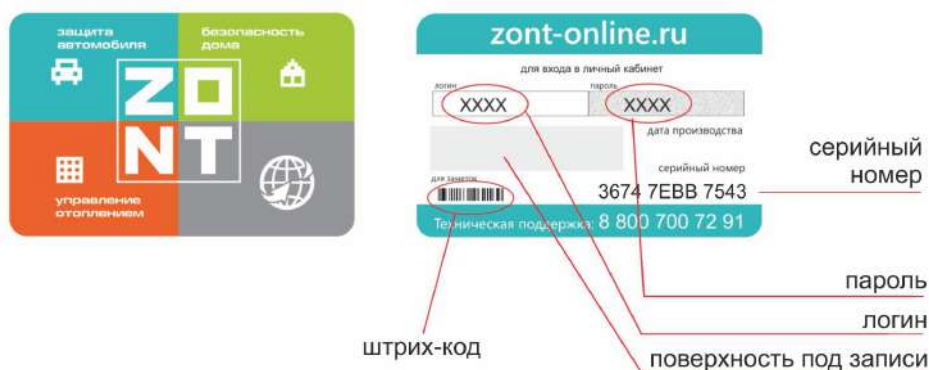 защита
автомобиля
безопасность
дома
ZO
NT
управление
отоплением
zont-online.ru
для входа в личный кабинет
логин
пароль
XXXX
XXXX
дата производства
серийный номер
для заметок
3674 7EBB 7543
Техническая поддержка: 8 800 700 72 91
серийный
номер
пароль
логин
штрих-код
поверхность под записи